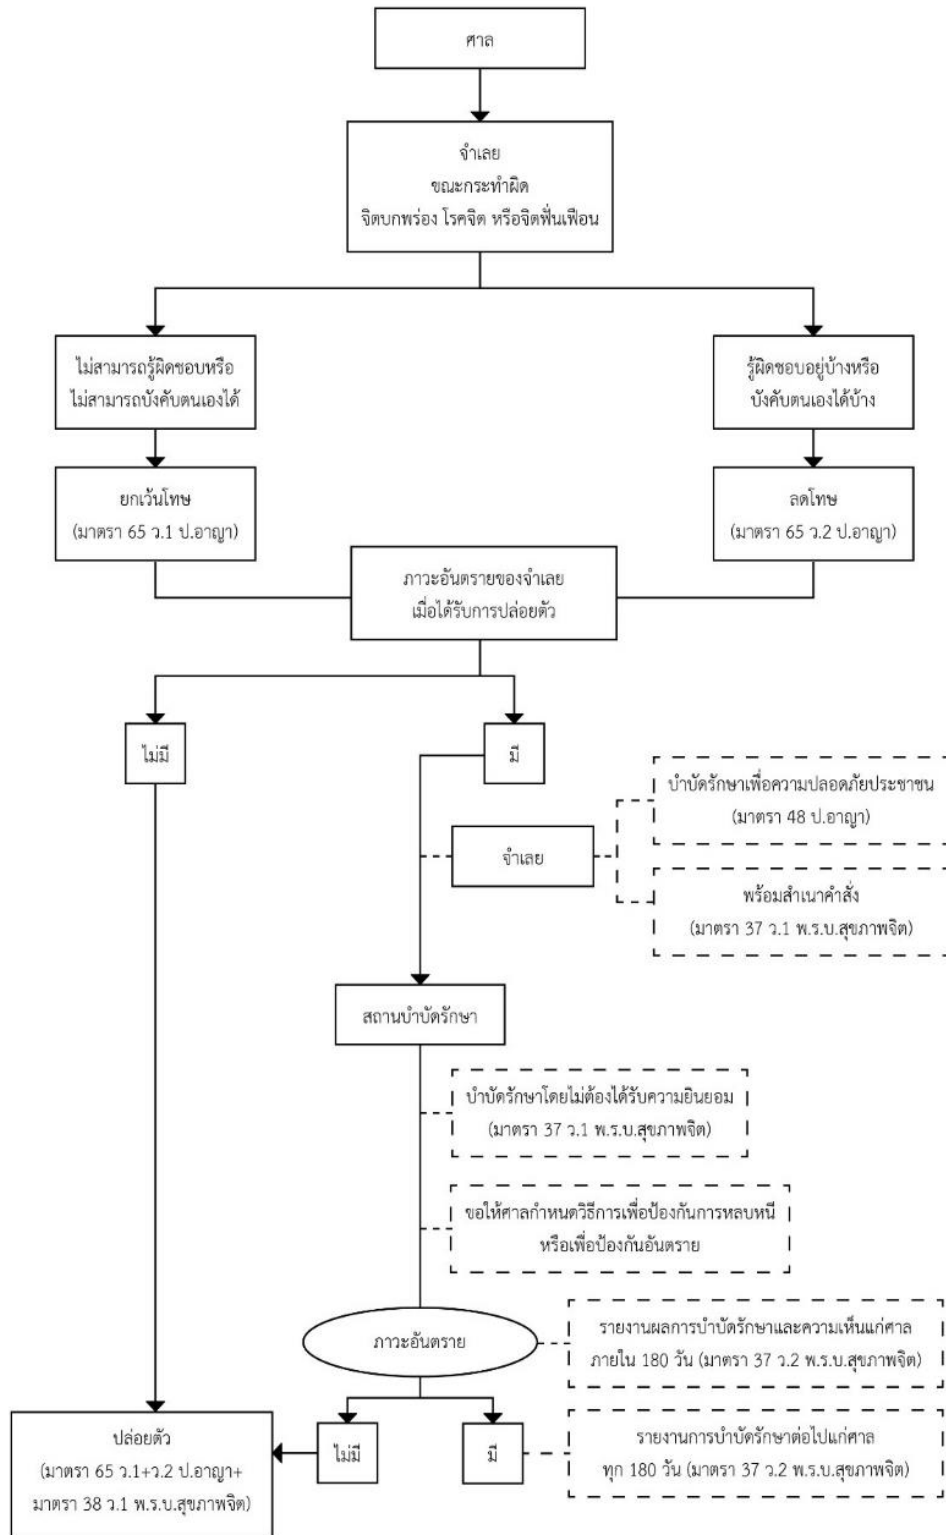 ศาล
จำเลย
ขณะกระทำผิด
จิตบกพร่อง โรคจิต หรือจิตฟั่นเฟือน
ไม่สามารถรู้ผิดชอบหรือ
ไม่สามารถบังคับตนเองได้
รู้ผิดชอบอยู่บ้างหรือ
บังคับตนเองได้บ้าง
ยกเว้นโทษ
(มาตรา 65 ว.1 ป.อาญา)
ลดโทษ
(มาตรา 65 ว.2 ป.อาญา)
ภาวะอันตรายของจำเลย
เมื่อได้รับการปล่อยตัว
ไม่มี
มี
บำบัดรักษาเพื่อความปลอดภัยประชาชน
(มาตรา 48 ป.อาญา)
จำเลย
พร้อมสำเนาคำสั่ง
(มาตรา 37 ว.1 พ.ร.บ.สุขภาพจิต)
สถานบำบัดรักษา
บำบัดรักษาโดยไม่ต้องได้รับความยินยอม
(มาตรา 37 ว.1 พ.ร.บ.สุขภาพจิต)
ขอให้ศาลกำหนดวิธีการเพื่อป้องกันการหลบหนี
หรือเพื่อป้องกันอันตราย
ภาวะอันตราย
รายงานผลการบำบัดรักษาและความเห็นแก่ศาล
ภายใน 180 วัน (มาตรา 37 ว.2 พ.ร.บ.สุขภาพจิต)
ปล่อยตัว
(มาตรา 65 ว.1+ว.2 ป.อาญา+
มาตรา 38 ว.1 พ.ร.บ.สุขภาพจิต)
ไม่มี
มี
รายงานการบำบัดรักษาต่อไปแก่ศาล
ทุก 180 วัน (มาตรา 37 ว.2 พ.ร.บ.สุขภาพจิต)